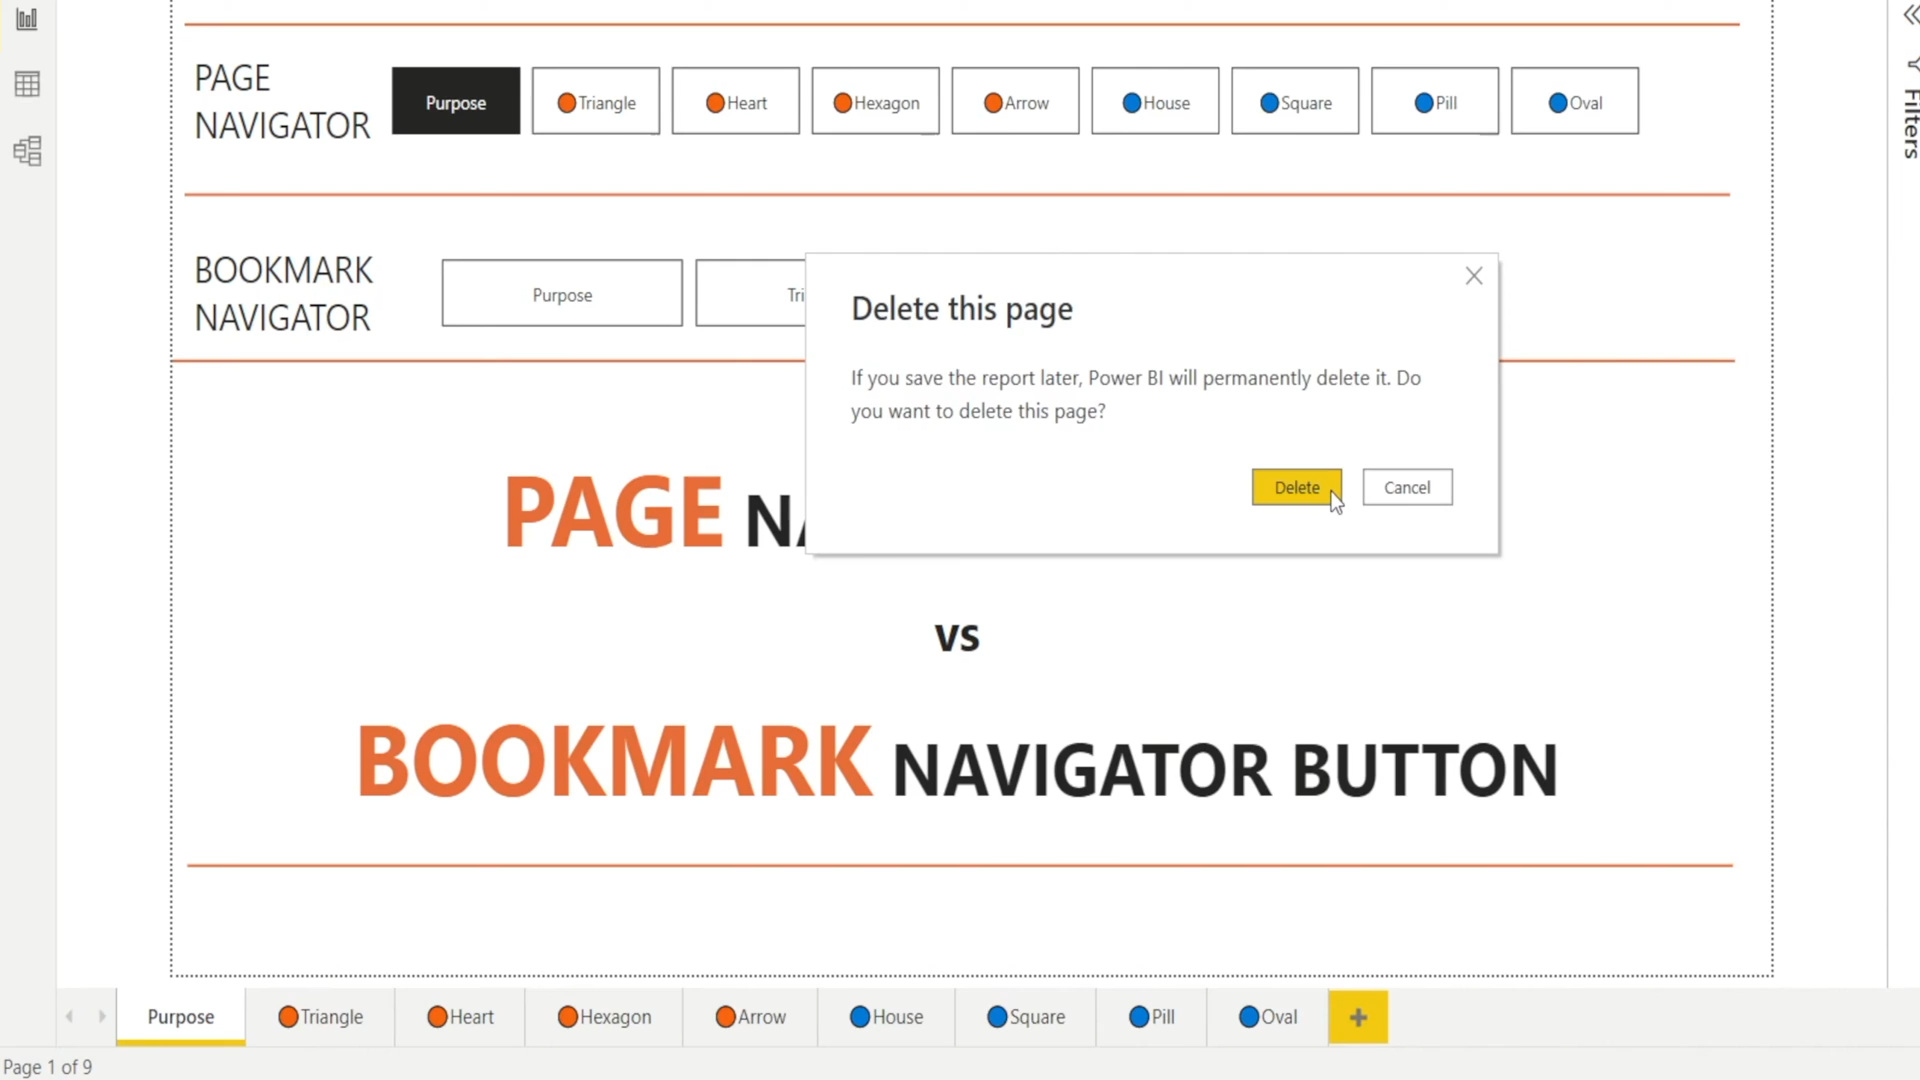 PAGE
NAVIGATOR
Purpose
Triangle
Heart
Hexagon
Arrow
House
Square
Pill
Oval
BOOKMARK
NAVIGATOR
Purpose
Tri
Delete this page
If you save the report later, Power BI will permanently delete it. Do
you want to delete this page?
Delete
Cancel
PAGE NA
VS
BOOKMARK NAVIGATOR BUTTON
Filters
Purpose
Triangle
Heart
Hexagon
Arrow
House
Square
Pill
Oval
Page 1 of 9